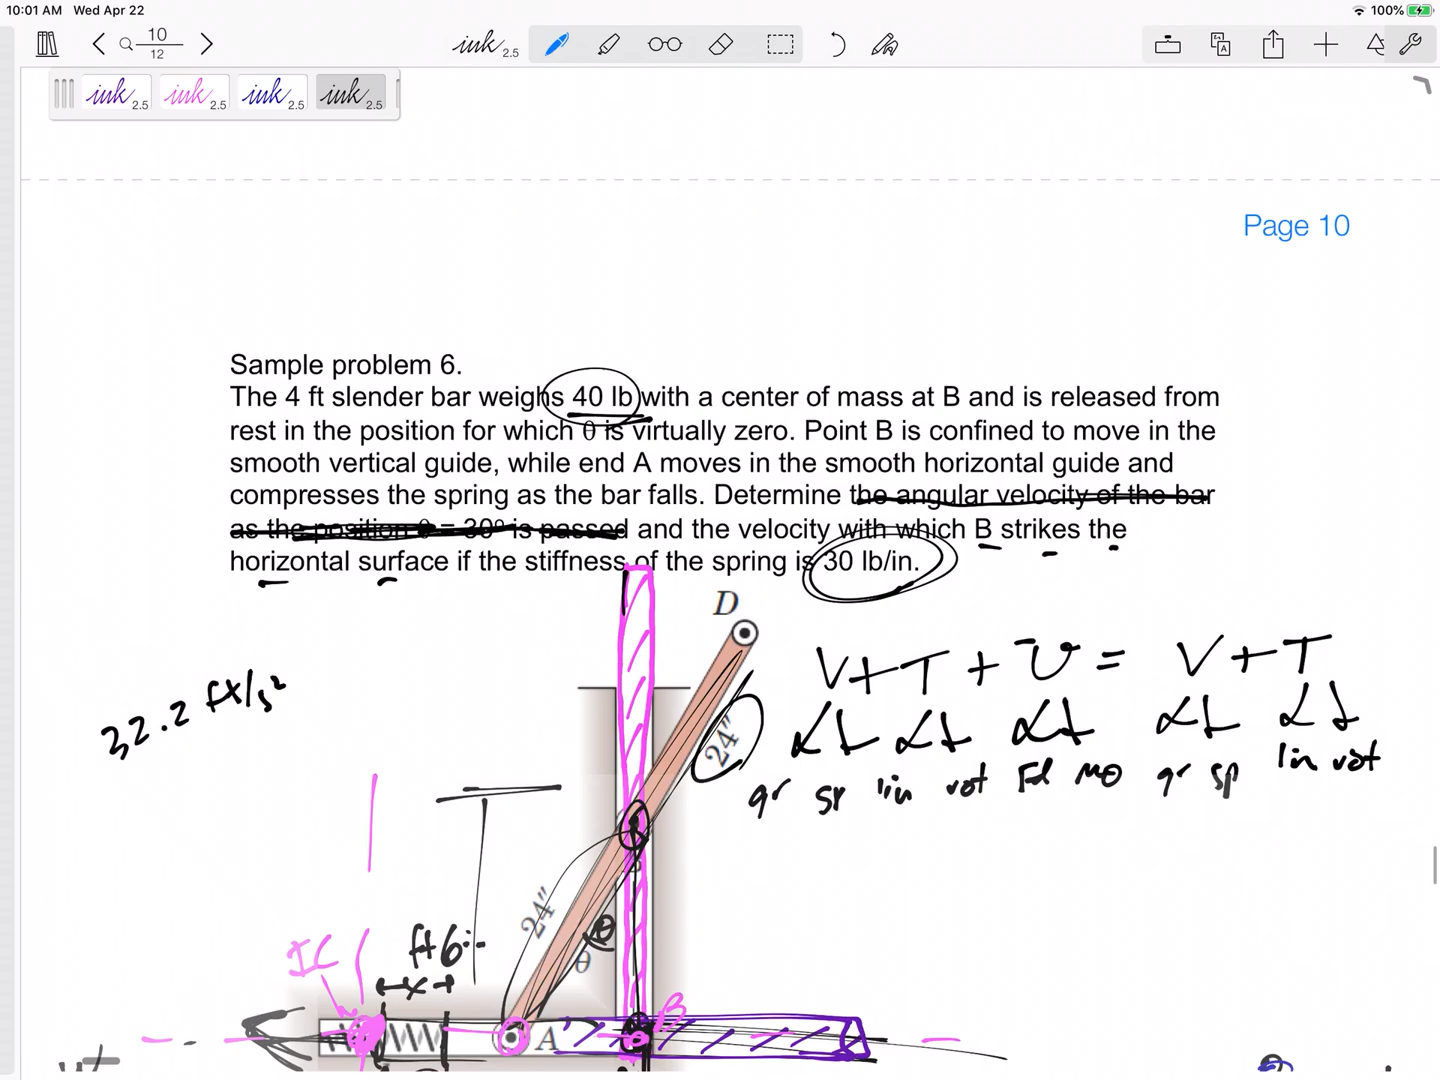 10:01 AM Wed Apr 22
100%
10
12
ink 2.5
ink 2.5 ink 2.5 ink 2.5 ink 2.5
Page 10
Sample problem 6.
The 4 ft slender bar weighs 40 lb with a center of mass at B and is released from
rest in the position for which θ is virtually zero. Point B is confined to move in the
smooth vertical guide, while end A moves in the smooth horizontal guide and
compresses the spring as the bar falls. Determine the angular velocity of the bar
as the position θ = 30° is passed and the velocity with which B strikes the
horizontal surface if the stiffness of the spring is 30 lb/in.
D
V+T + U = V+T
32.2 ft/s²
24"
gr sp lin rot Fd Mθ gr sp lin rot
24"
θ
θ
IC
ft
6
x
B
A